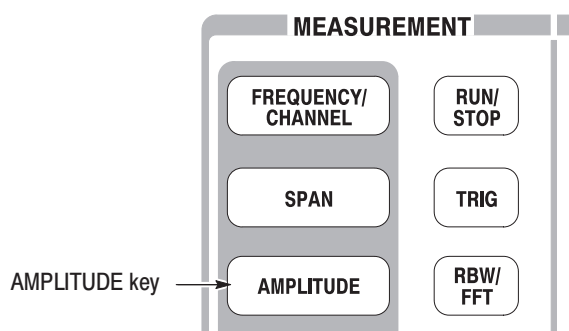 MEASUREMENT
FREQUENCY/
CHANNEL
RUN/
STOP
SPAN
TRIG
AMPLITUDE key
AMPLITUDE
RBW/
FFT